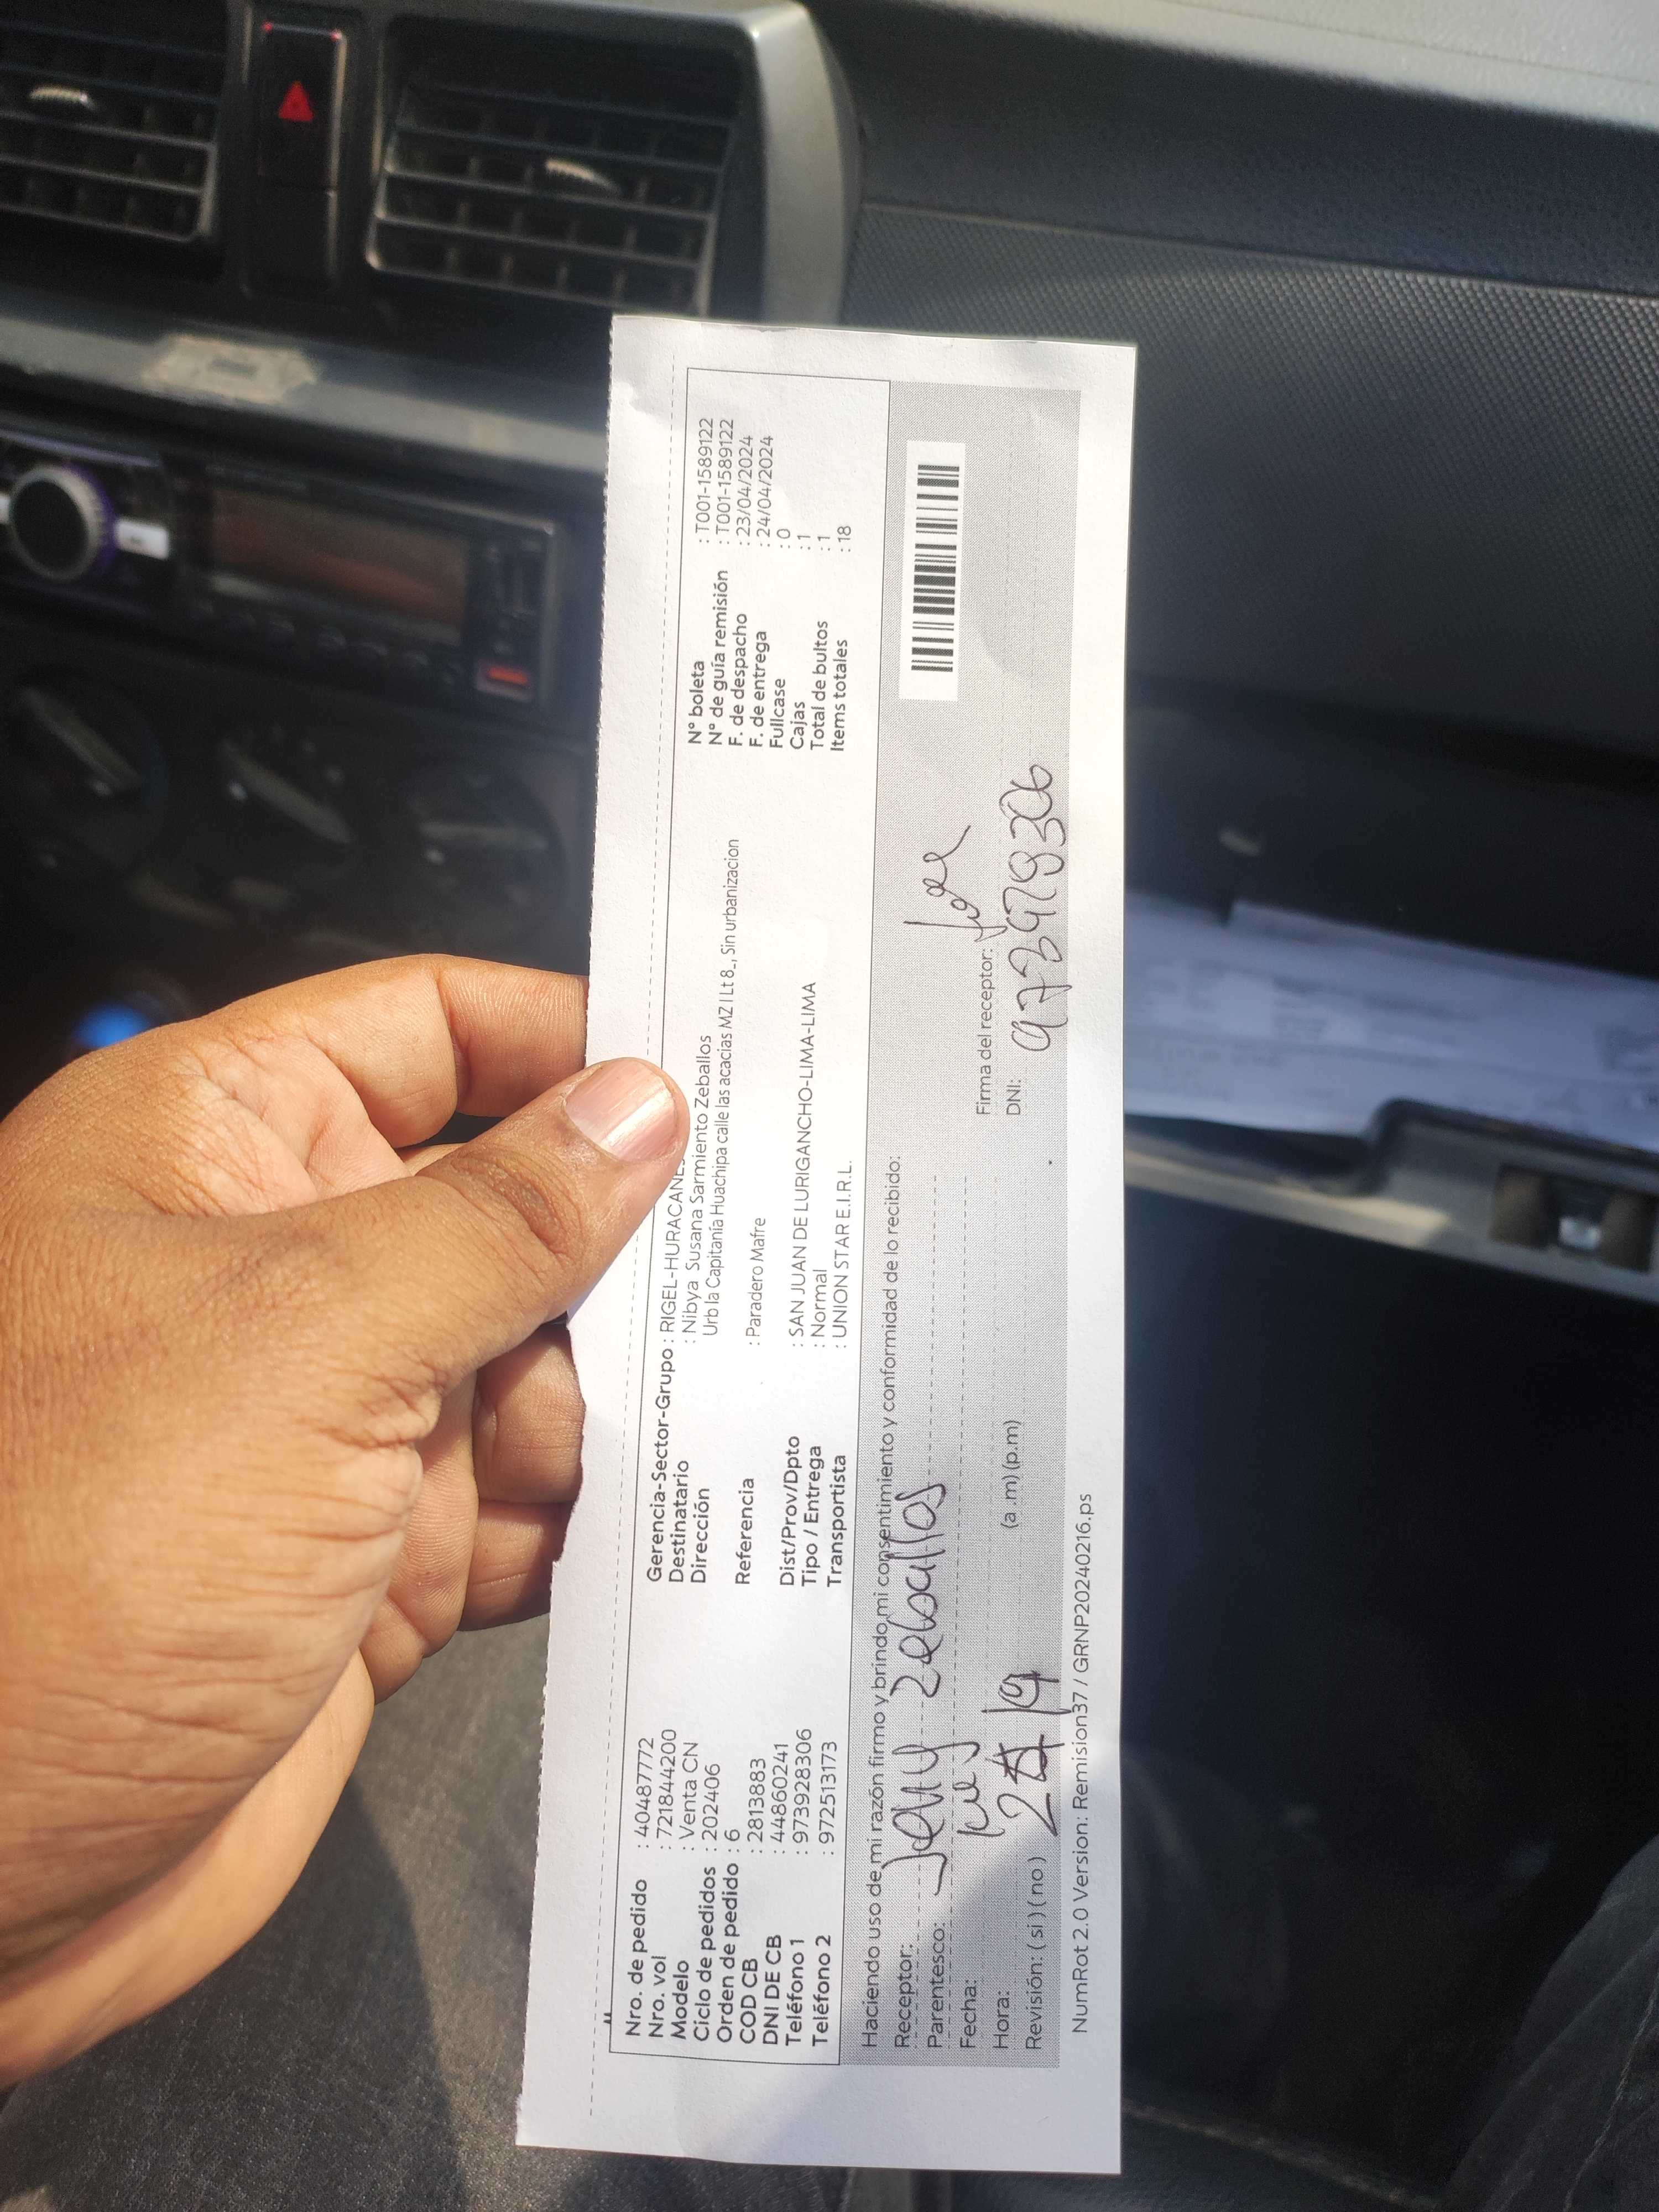 Nro. de pedido : 40487772
Nro. vol : 721844200
Modelo : Venta CN
Ciclo de pedidos : 202406
Orden de pedido : 6
COD CB : 2813883
DNI DE CB : 44860241
Teléfono 1 : 973928306
Teléfono 2 : 972513173
Gerencia-Sector-Grupo : RIGEL-HURACANE
Destinatario : Nibya Susana Sarmiento Zeballos
Dirección Urb la Capitanía Huachipa calle las acacias MZ I Lt 8_, Sin urbanizacion
Referencia : Paradero Mafre
Dist/Prov/Dpto : SAN JUAN DE LURIGANCHO-LIMA-LIMA
Tipo / Entrega : Normal
Transportista : UNION STAR E.I.R.L.
N° boleta : T001-1589122
N° de guía remisión : T001-1589122
F. de despacho : 23/04/2024
F. de entrega : 24/04/2024
Fullcase : 0
Cajas : 1
Total de bultos : 1
Items totales : 18
Haciendo uso de mi razón firmo y brindo mi consentimiento y conformidad de lo recibido:
Receptor: Jeny Zeballos
Parentesco:
Fecha:
Hora: (a.m) (p.m)
Revisión: ( si ) ( no )
Firma del receptor:
DNI:
NumRot 2.0 Version: Remision37 / GRNP20240216.ps